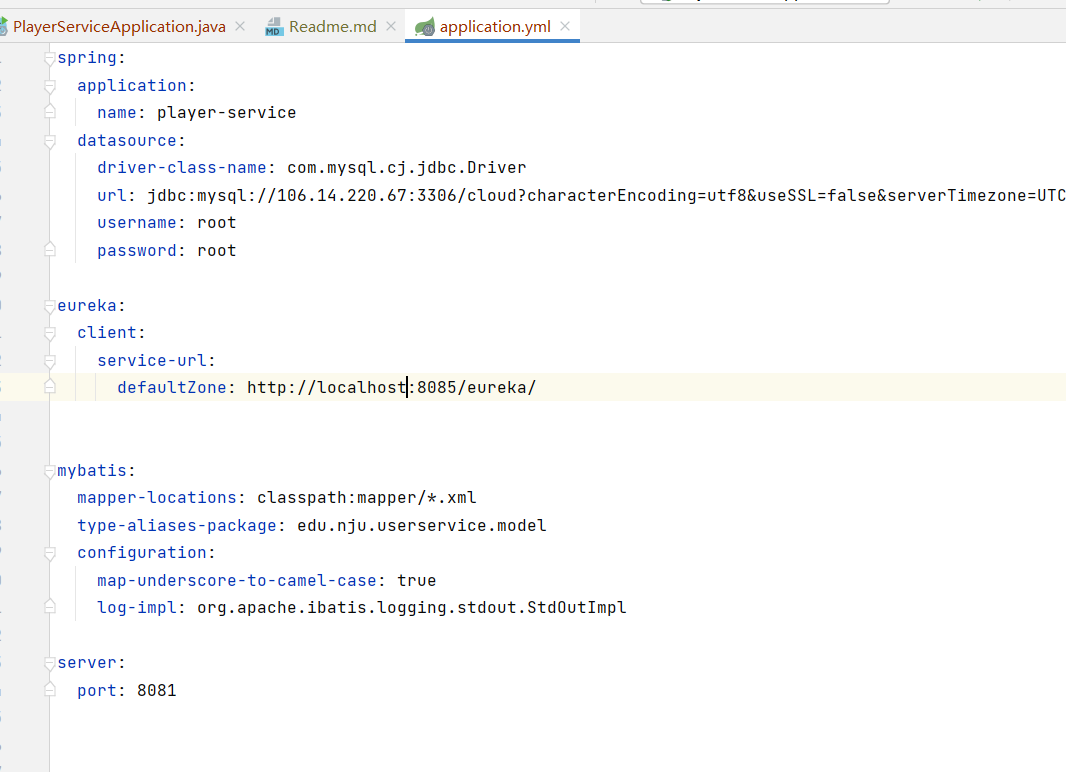 PlayerServiceApplication.java Readme.md application.yml
spring:
  application:
    name: player-service
  datasource:
    driver-class-name: com.mysql.cj.jdbc.Driver
    url: jdbc:mysql://106.14.220.67:3306/cloud?characterEncoding=utf8&useSSL=false&serverTimezone=UTC
    username: root
    password: root
eureka:
  client:
    service-url:
      defaultZone: http://localhost:8085/eureka/
mybatis:
  mapper-locations: classpath:mapper/*.xml
  type-aliases-package: edu.nju.userservice.model
  configuration:
    map-underscore-to-camel-case: true
    log-impl: org.apache.ibatis.logging.stdout.StdOutImpl
server:
  port: 8081